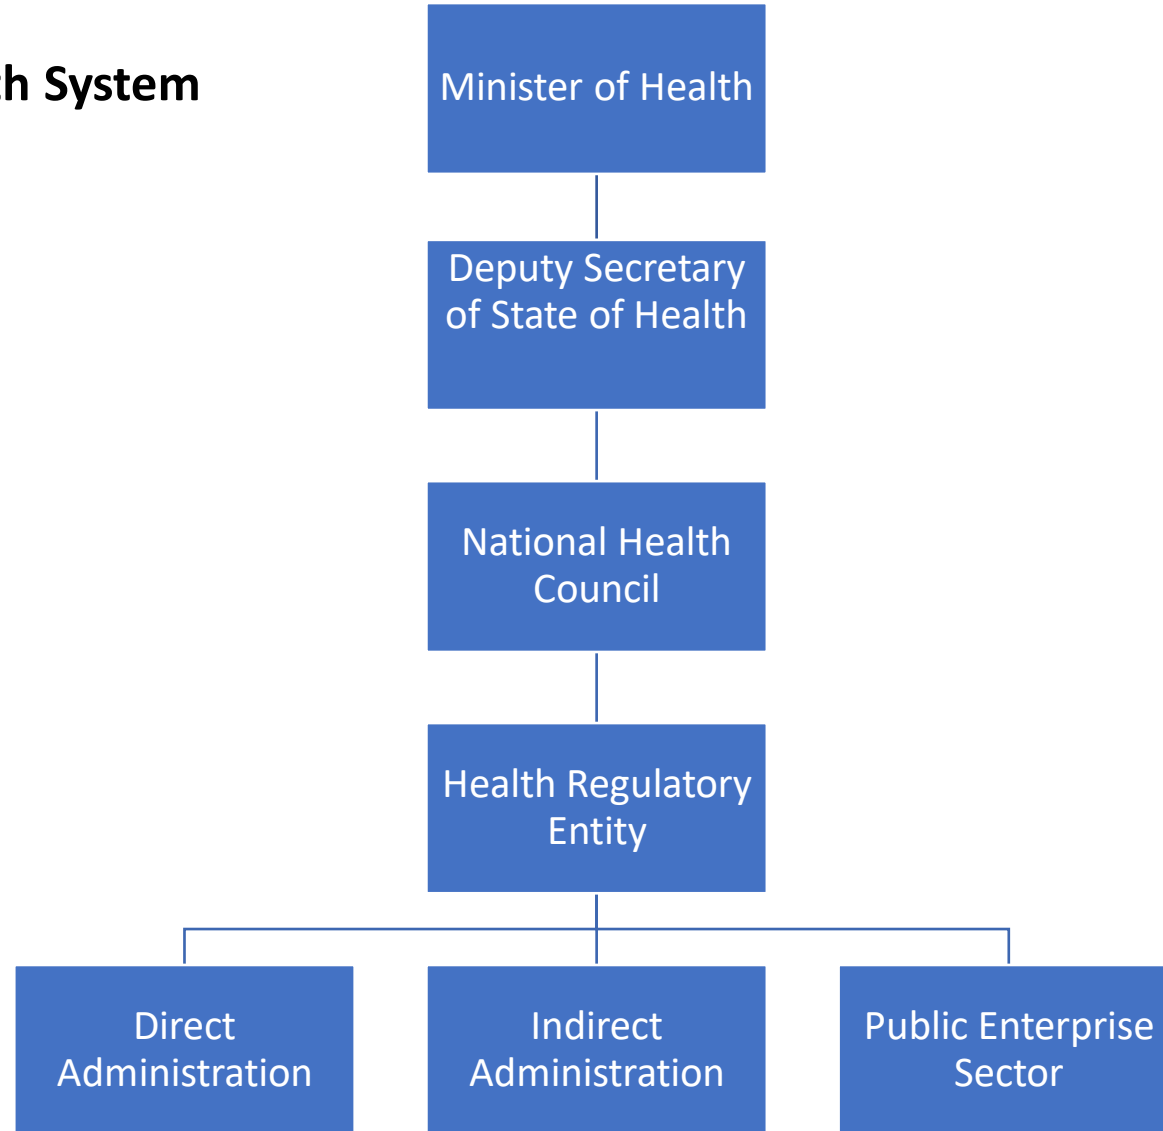 System
Minister of Health
Deputy Secretary
of State of Health
National Health
Council
Health Regulatory
Entity
Direct
Administration
Indirect
Administration
Public Enterprise
Sector